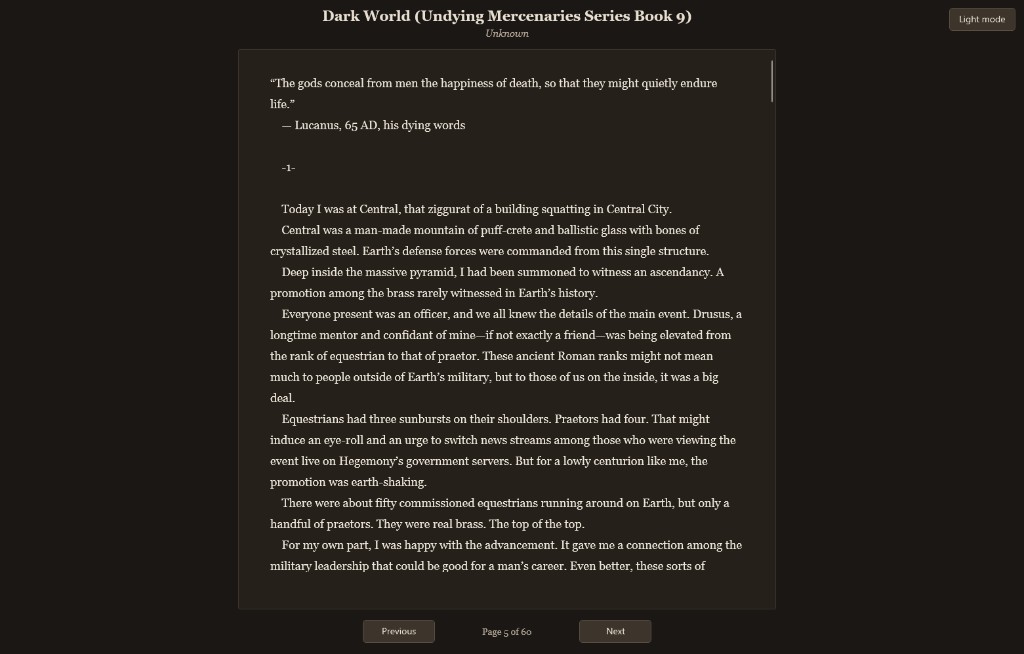 Dark World (Undying Mercenaries Series Book 9)
Unknown
Light mode
“The gods conceal from men the happiness of death, so that they might quietly endure
life.”
— Lucanus, 65 AD, his dying words
-1-
Today I was at Central, that ziggurat of a building squatting in Central City.
Central was a man-made mountain of puff-crete and ballistic glass with bones of
crystallized steel. Earth’s defense forces were commanded from this single structure.
Deep inside the massive pyramid, I had been summoned to witness an ascendancy. A
promotion among the brass rarely witnessed in Earth’s history.
Everyone present was an officer, and we all knew the details of the main event. Drusus, a
longtime mentor and confidant of mine—if not exactly a friend—was being elevated from
the rank of equestrian to that of praetor. These ancient Roman ranks might not mean
much to people outside of Earth’s military, but to those of us on the inside, it was a big
deal.
Equestrians had three sunbursts on their shoulders. Praetors had four. That might
induce an eye-roll and an urge to switch news streams among those who were viewing the
event live on Hegemony’s government servers. But for a lowly centurion like me, the
promotion was earth-shaking.
There were about fifty commissioned equestrians running around on Earth, but only a
handful of praetors. They were real brass. The top of the top.
For my own part, I was happy with the advancement. It gave me a connection among the
military leadership that could be good for a man’s career. Even better, these sorts of
Previous
Page 5 of 60
Next